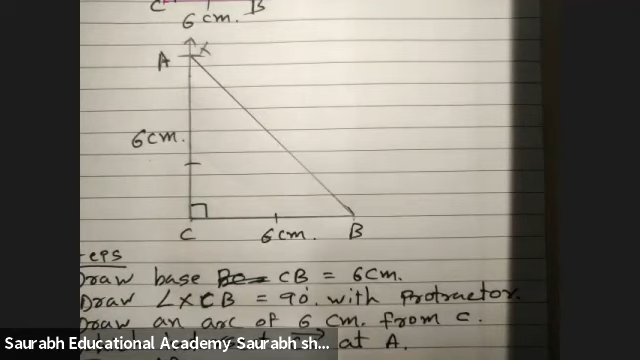 C B
6 cm.
X
A
6cm.
C 6cm. B
eps
Draw base CB = 6cm.
Draw ∠XCB = 90°. with Protractor.
Draw an arc of 6 cm. from C.
at A.
Saurabh Educational Academy Saurabh sh...